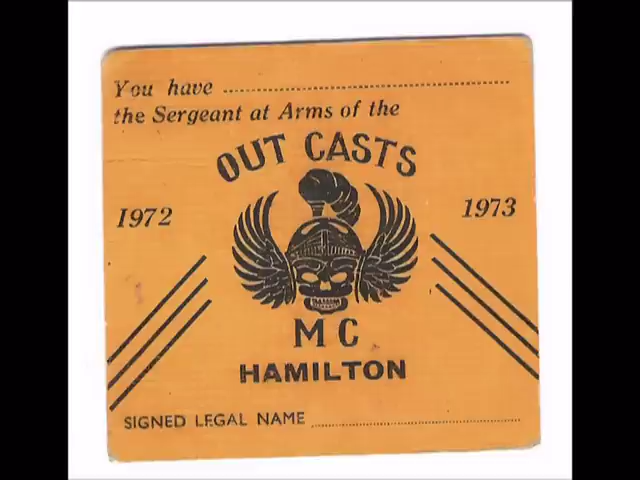 You have ........................................
the Sergeant at Arms of the
OUT CASTS
1972 1973
M C
HAMILTON
SIGNED LEGAL NAME ..............................